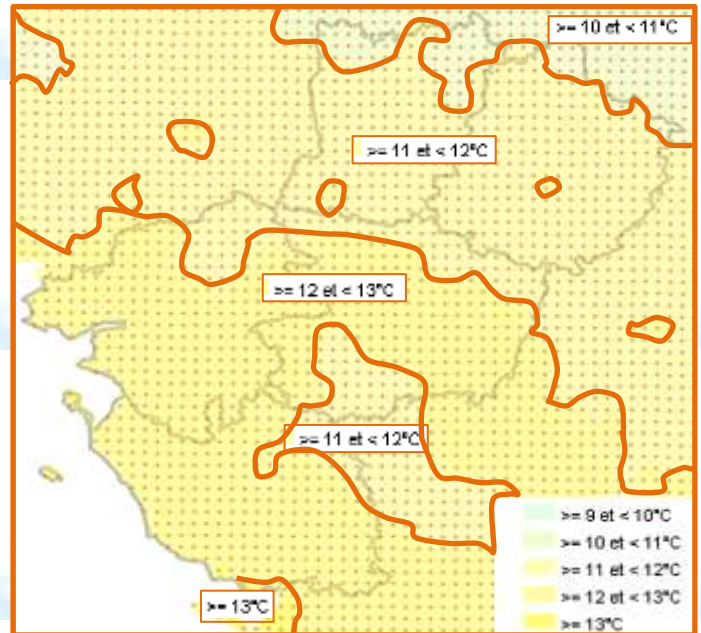 >= 10 et < 11°C
>= 11 et < 12°C
>= 12 et < 13°C
>= 11 et < 12°C
>= 13°C
>= 9 et < 10°C
>= 10 et < 11°C
>= 11 et < 12°C
>= 12 et < 13°C
>= 13°C